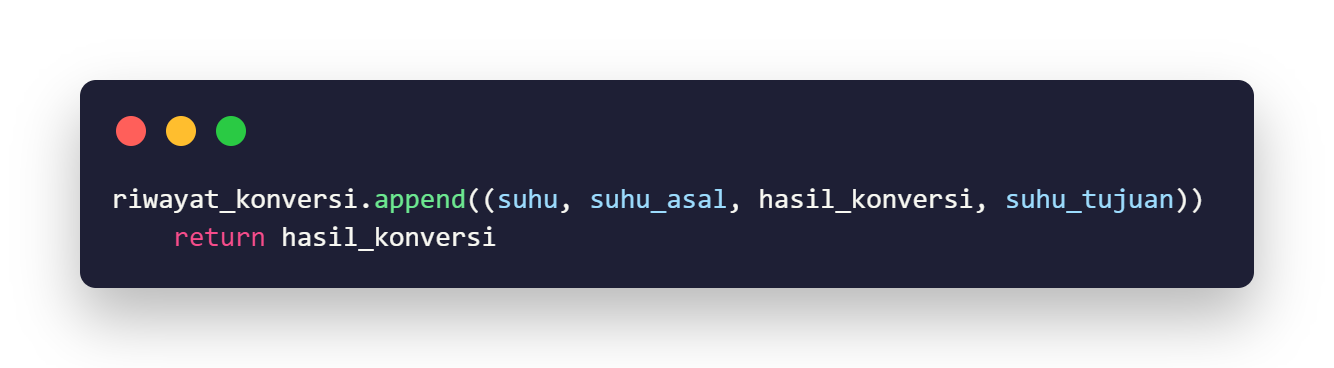 riwayat_konversi.append((suhu, suhu_asal, hasil_konversi, suhu_tujuan))
    return hasil_konversi